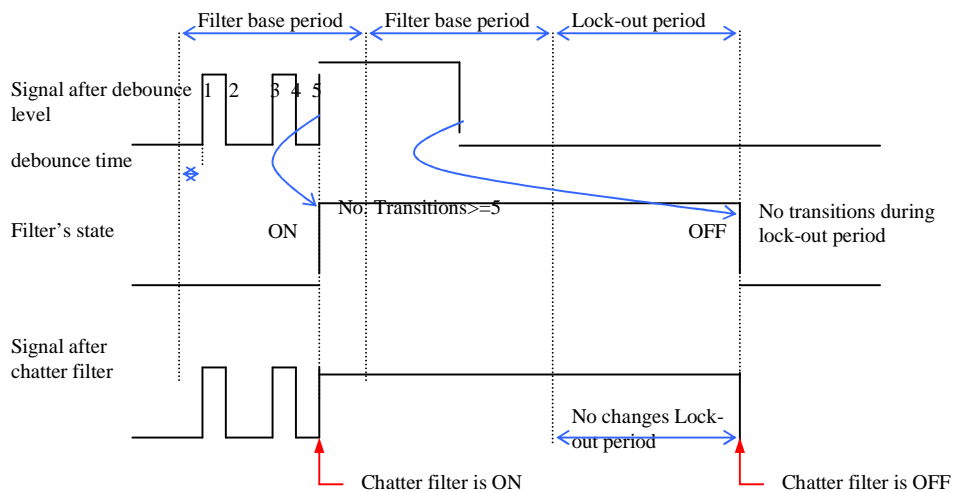 Filter base period
Filter base period
Lock-out period
Signal after debounce
level
1
2
3
4
5
debounce time
No: Transitions>=5
Filter's state
ON
OFF
No transitions during
lock-out period
Signal after
chatter filter
No changes Lock-
out period
Chatter filter is ON
Chatter filter is OFF